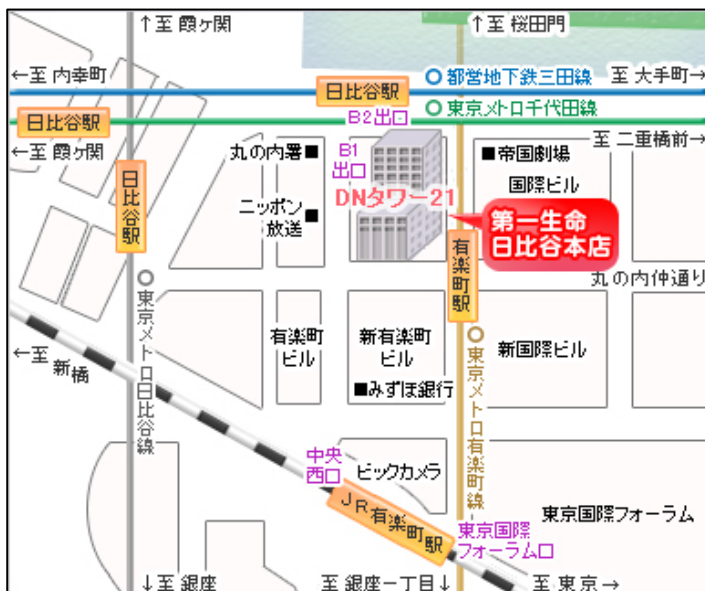 ↑至 霞ヶ関
↑至 桜田門
←至 内幸町
都営地下鉄三田線
至 大手町→
日比谷駅
東京メトロ千代田線
日比谷駅
B2出口
←至 霞ヶ関
至 二重橋前→
丸の内署■
B1
出口
■帝国劇場
国際ビル
日比谷駅
DNタワー21
ニッポン
放送
■
第一生命
日比谷本店
有楽町駅
丸の内仲通り
東京メトロ日比谷線
有楽町
ビル
新有楽町
ビル
東京メトロ有楽町線
新国際ビル
←至 新橋
■みずほ銀行
中央
西口
ビックカメラ
JR有楽町駅
東京国際フォーラム
東京国際
フォーラム口
↓至 銀座
至 銀座一丁目↓
至 東京→